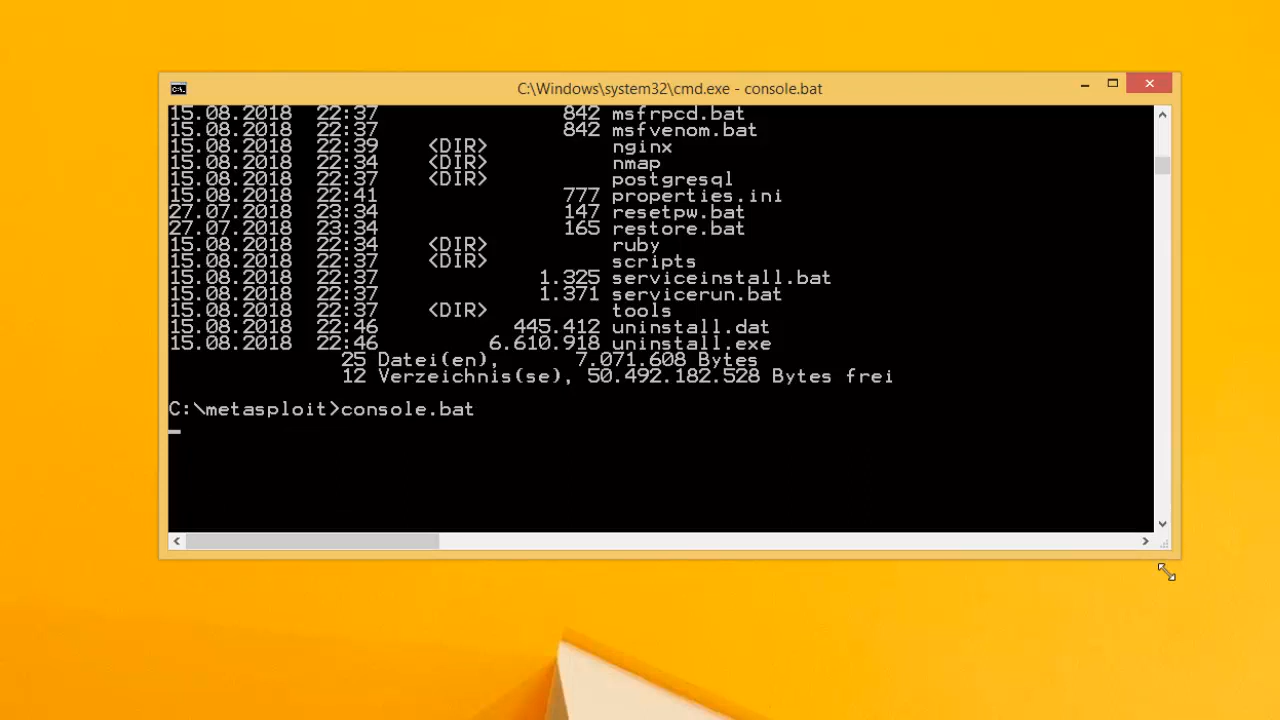 C:\Windows\system32\cmd.exe - console.bat
15.08.2018  22:37               842 msfrpcd.bat
15.08.2018  22:37               842 msfvenom.bat
15.08.2018  22:39    <DIR>          nginx
15.08.2018  22:34    <DIR>          nmap
15.08.2018  22:37    <DIR>          postgresql
15.08.2018  22:41               777 properties.ini
27.07.2018  23:34               147 resetpw.bat
27.07.2018  23:34               165 restore.bat
15.08.2018  22:34    <DIR>          ruby
15.08.2018  22:37    <DIR>          scripts
15.08.2018  22:37             1.325 serviceinstall.bat
15.08.2018  22:37             1.371 servicerun.bat
15.08.2018  22:37    <DIR>          tools
15.08.2018  22:46           445.412 uninstall.dat
15.08.2018  22:46         6.610.918 uninstall.exe
25 Datei(en),      7.071.608 Bytes
12 Verzeichnis(se), 50.492.182.528 Bytes frei
C:\metasploit>console.bat